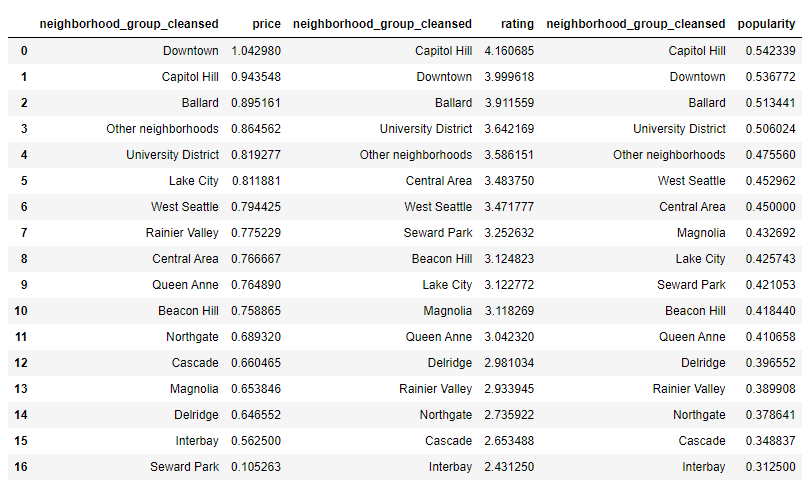 neighborhood_group_cleansed price neighborhood_group_cleansed rating neighborhood_group_cleansed popularity
0 Downtown 1.042980 Capitol Hill 4.160685 Capitol Hill 0.542339
1 Capitol Hill 0.943548 Downtown 3.999618 Downtown 0.536772
2 Ballard 0.895161 Ballard 3.911559 Ballard 0.513441
3 Other neighborhoods 0.864562 University District 3.642169 University District 0.506024
4 University District 0.819277 Other neighborhoods 3.586151 Other neighborhoods 0.475560
5 Lake City 0.811881 Central Area 3.483750 West Seattle 0.452962
6 West Seattle 0.794425 West Seattle 3.471777 Central Area 0.450000
7 Rainier Valley 0.775229 Seward Park 3.252632 Magnolia 0.432692
8 Central Area 0.766667 Beacon Hill 3.124823 Lake City 0.425743
9 Queen Anne 0.764890 Lake City 3.122772 Seward Park 0.421053
10 Beacon Hill 0.758865 Magnolia 3.118269 Beacon Hill 0.418440
11 Northgate 0.689320 Queen Anne 3.042320 Queen Anne 0.410658
12 Cascade 0.660465 Delridge 2.981034 Delridge 0.396552
13 Magnolia 0.653846 Rainier Valley 2.933945 Rainier Valley 0.389908
14 Delridge 0.646552 Northgate 2.735922 Northgate 0.378641
15 Interbay 0.562500 Cascade 2.653488 Cascade 0.348837
16 Seward Park 0.105263 Interbay 2.431250 Interbay 0.312500